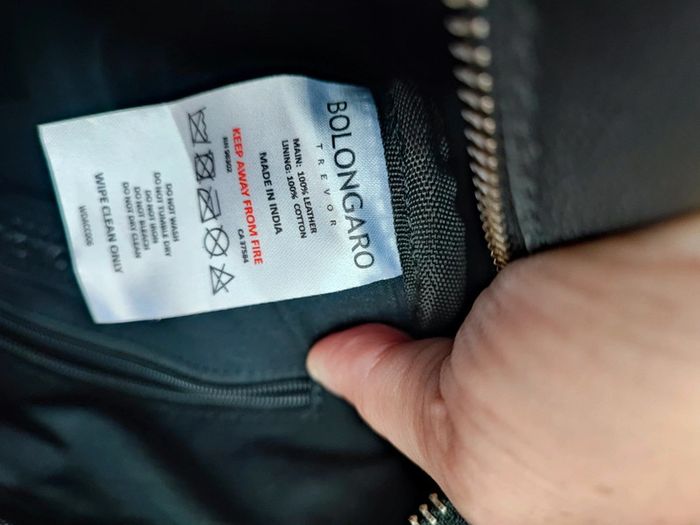 BOLONGARO
TREVOR
MAIN: 100% LEATHER
LINING: 100% COTTON
MADE IN INDIA
CA 37584
KEEP AWAY FROM FIRE
DO NOT WASH
DO NOT TUMBLE DRY
DO NOT IRON
DO NOT BLEACH
DO NOT DRY CLEAN
WIPE CLEAN ONLY